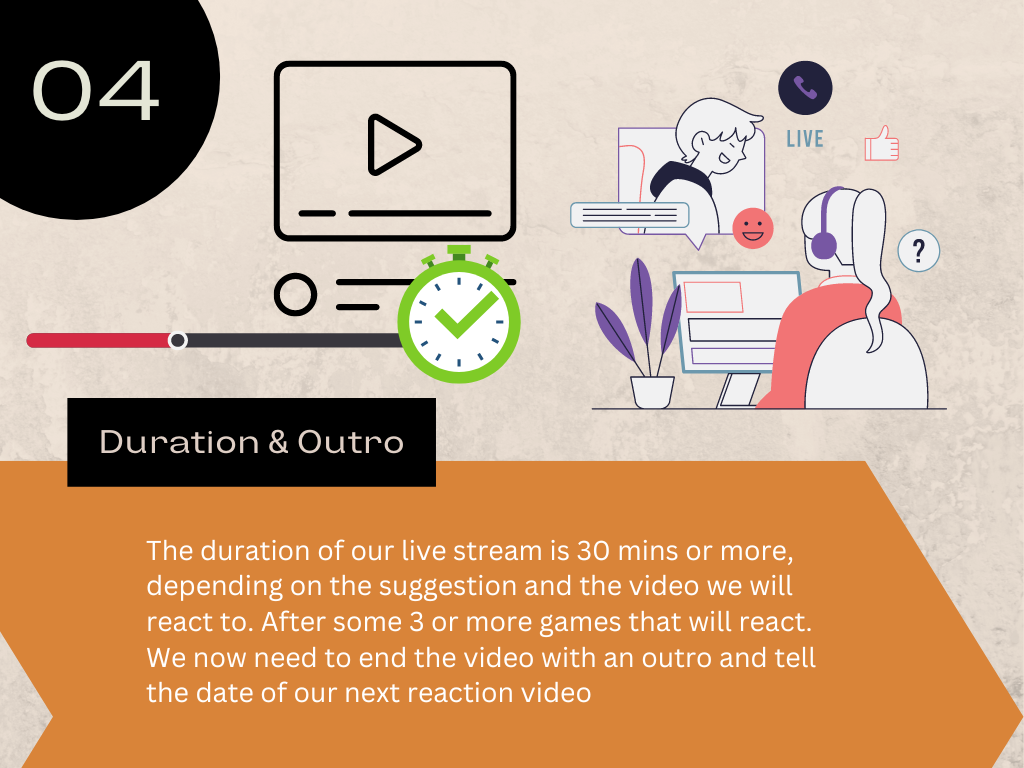 04
LIVE
?
Duration & Outro
The duration of our live stream is 30 mins or more,
depending on the suggestion and the video we will
react to. After some 3 or more games that will react.
We now need to end the video with an outro and tell
the date of our next reaction video